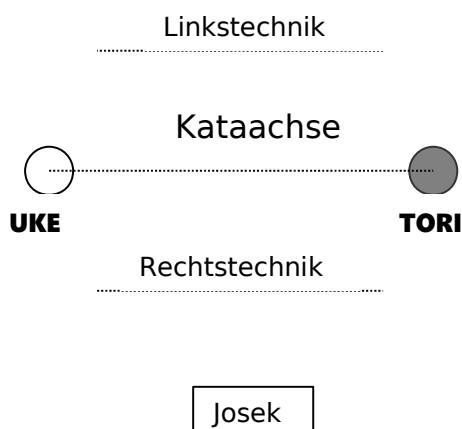 Linkstechnik
Kataachse
UKE TORI
Rechtstechnik
Josek